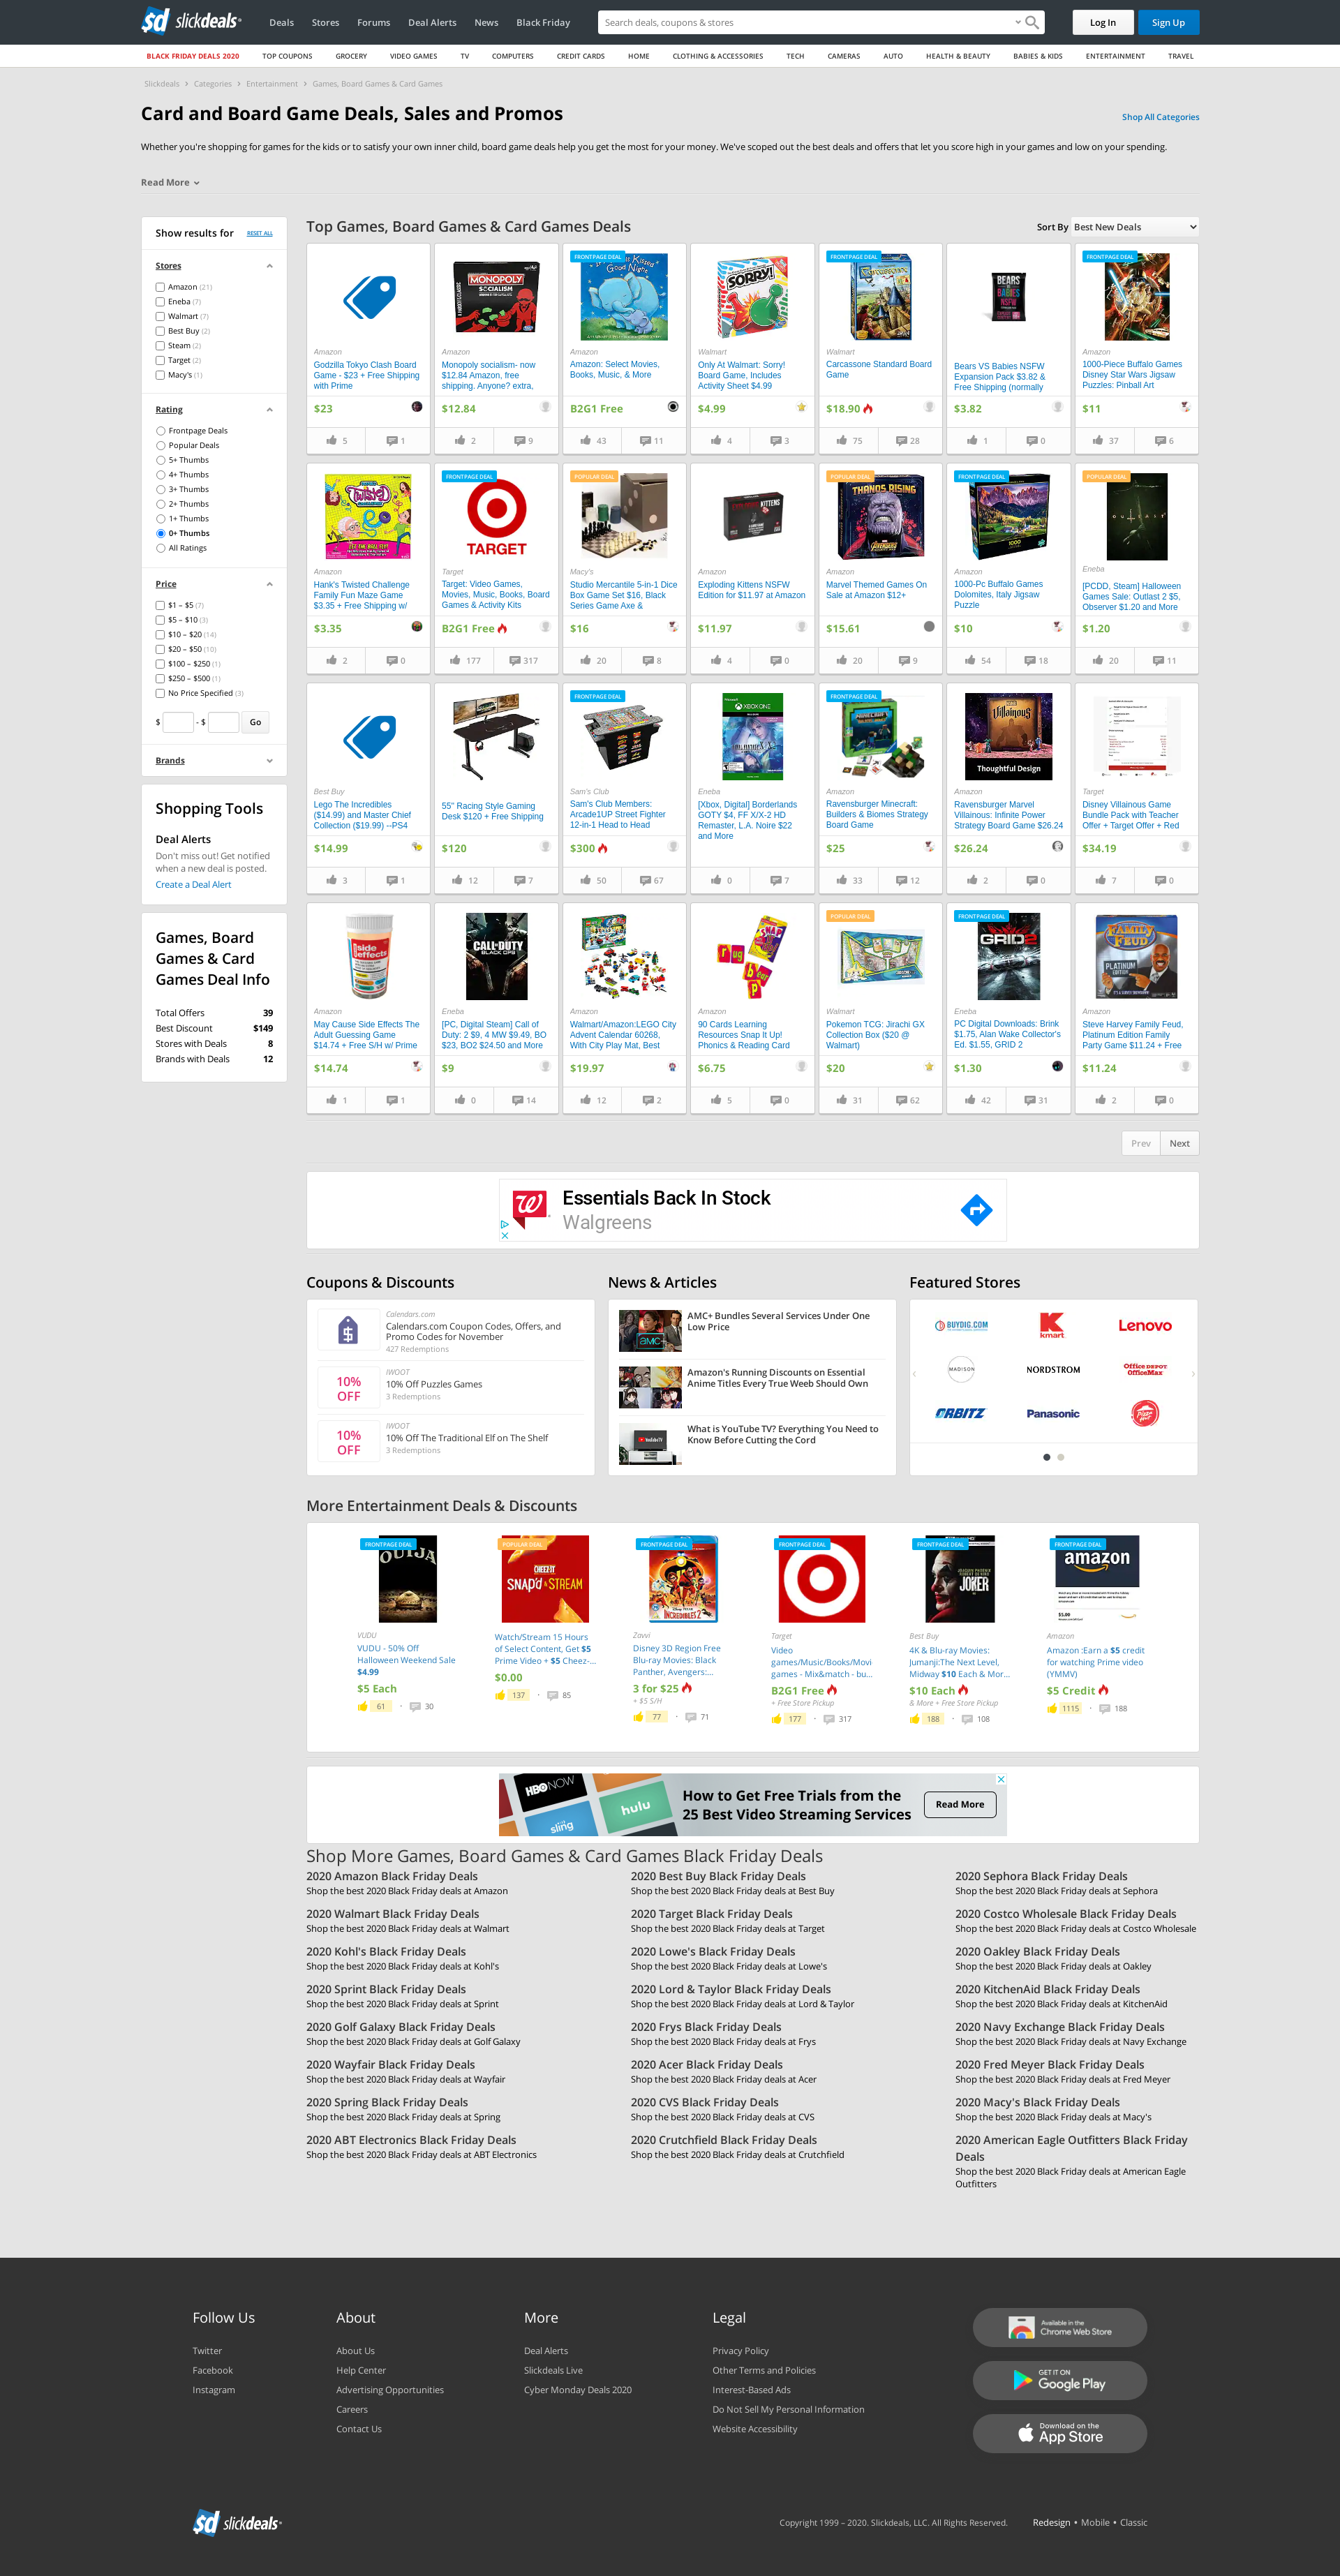 slickdeals
Deals Stores Forums Deal Alerts News Black Friday
Search deals, coupons & stores
Log In
Sign Up
BLACK FRIDAY DEALS 2020 TOP COUPONS GROCERY VIDEO GAMES TV COMPUTERS CREDIT CARDS HOME CLOTHING & ACCESSORIES TECH CAMERAS AUTO HEALTH & BEAUTY BABIES & KIDS ENTERTAINMENT TRAVEL
Slickdeals > Categories > Entertainment > Games, Board Games & Card Games
Card and Board Game Deals, Sales and Promos
Shop All Categories
Whether you're shopping for games for the kids or to satisfy your own inner child, board game deals help you get the most for your money. We've scoped out the best deals and offers that let you score high in your games and low on your spending.
Read More
Show results for RESET ALL
Stores
Amazon (21)
Eneba (7)
Walmart (7)
Best Buy (2)
Steam (2)
Target (2)
Macy's (1)
Rating
Frontpage Deals
Popular Deals
5+ Thumbs
4+ Thumbs
3+ Thumbs
2+ Thumbs
1+ Thumbs
0+ Thumbs
All Ratings
Price
$1 – $5 (7)
$5 – $10 (3)
$10 – $20 (14)
$20 – $50 (10)
$100 – $250 (1)
$250 – $500 (1)
No Price Specified (3)
$ - $ Go
Brands
Shopping Tools
Deal Alerts
Don't miss out! Get notified
when a new deal is posted.
Create a Deal Alert
Games, Board
Games & Card
Games Deal Info
Total Offers 39
Best Discount $149
Stores with Deals 8
Brands with Deals 12
Top Games, Board Games & Card Games Deals
Sort By Best New Deals
Amazon
Godzilla Tokyo Clash Board
Game - $23 + Free Shipping
with Prime
$23
5 1
MONOPOLY
SOCIALISM
Amazon
Monopoly socialism- now
$12.84 Amazon, free
shipping. Anyone? extra,
$12.84
2 9
FRONTPAGE DEAL
Kissed
Good Night
Amazon
Amazon: Select Movies,
Books, Music, & More
B2G1 Free
43 11
SORRY!
Walmart
Only At Walmart: Sorry!
Board Game, Includes
Activity Sheet $4.99
$4.99
4 3
FRONTPAGE DEAL
Walmart
Carcassone Standard Board
Game
$18.90
75 28
BEARS
VS
BABIES
NSFW
Bears VS Babies NSFW
Expansion Pack $3.82 &
Free Shipping (normally
$3.82
1 0
FRONTPAGE DEAL
Amazon
1000-Piece Buffalo Games
Disney Star Wars Jigsaw
Puzzles: Pinball Art
$11
37 6
Twisted
Amazon
Hank's Twisted Challenge
Family Fun Maze Game
$3.35 + Free Shipping w/
$3.35
2 0
FRONTPAGE DEAL
TARGET
Target
Target: Video Games,
Movies, Music, Books, Board
Games & Activity Kits
B2G1 Free
177 317
POPULAR DEAL
Macy's
Studio Mercantile 5-in-1 Dice
Box Game Set $16, Black
Series Game Axe &
$16
20 8
KITTENS
Amazon
Exploding Kittens NSFW
Edition for $11.97 at Amazon
$11.97
4 0
POPULAR DEAL
THANOS RISING
AVENGERS
Amazon
Marvel Themed Games On
Sale at Amazon $12+
$15.61
20 9
FRONTPAGE DEAL
1000
Amazon
1000-Pc Buffalo Games
Dolomites, Italy Jigsaw
Puzzle
$10
54 18
POPULAR DEAL
OUTLAST
Eneba
[PCDD, Steam] Halloween
Games Sale: Outlast 2 $5,
Observer $1.20 and More
$1.20
20 11
Best Buy
Lego The Incredibles
($14.99) and Master Chief
Collection ($19.99) --PS4
$14.99
3 1
55" Racing Style Gaming
Desk $120 + Free Shipping
$120
12 7
FRONTPAGE DEAL
Sam's Club
Sam's Club Members:
Arcade1UP Street Fighter
12-in-1 Head to Head
$300
50 67
XBOX ONE
Eneba
[Xbox, Digital] Borderlands
GOTY $4, FF X/X-2 HD
Remaster, L.A. Noire $22
and More
0 7
FRONTPAGE DEAL
MINECRAFT
Amazon
Ravensburger Minecraft:
Builders & Biomes Strategy
Board Game
$25
33 12
Villainous
Thoughtful Design
Amazon
Ravensburger Marvel
Villainous: Infinite Power
Strategy Board Game $26.24
$26.24
2 0
Target
Disney Villainous Game
Bundle Pack with Teacher
Offer + Target Offer + Red
$34.19
7 0
side
effects
Amazon
May Cause Side Effects The
Adult Guessing Game
$14.74 + Free S/H w/ Prime
$14.74
1 1
CALL OF DUTY
BLACK OPS
Eneba
[PC, Digital Steam] Call of
Duty: 2 $9, 4 MW $9.49, BO
$23, BO2 $24.50 and More
$9
0 14
Amazon
Walmart/Amazon:LEGO City
Advent Calendar 60268,
With City Play Mat, Best
$19.97
12 2
SNAP
r ug
b ear
p
Amazon
90 Cards Learning
Resources Snap It Up!
Phonics & Reading Card
$6.75
5 0
POPULAR DEAL
Walmart
Pokemon TCG: Jirachi GX
Collection Box ($20 @
Walmart)
$20
31 62
FRONTPAGE DEAL
GRID 2
Eneba
PC Digital Downloads: Brink
$1.75, Alan Wake Collector's
Ed. $1.55, GRID 2
$1.30
42 31
FAMILY
FEUD
PLATINUM
EDITION
Amazon
Steve Harvey Family Feud,
Platinum Edition Family
Party Game $11.24 + Free
$11.24
2 0
Prev Next
Essentials Back In Stock
Walgreens
Coupons & Discounts
Calendars.com
Calendars.com Coupon Codes, Offers, and
Promo Codes for November
427 Redemptions
10%
OFF
IWOOT
10% Off Puzzles Games
3 Redemptions
10%
OFF
IWOOT
10% Off The Traditional Elf on The Shelf
3 Redemptions
News & Articles
AMC+
AMC+ Bundles Several Services Under One
Low Price
Amazon's Running Discounts on Essential
Anime Titles Every True Weeb Should Own
YouTubeTV
What is YouTube TV? Everything You Need to
Know Before Cutting the Cord
Featured Stores
BUYDIG.COM
kmart
Lenovo
MADISON
NORDSTROM
Office DEPOT
OfficeMax
ORBITZ
Panasonic
Pizza Hut
More Entertainment Deals & Discounts
FRONTPAGE DEAL
OUIJA
VUDU
VUDU - 50% Off
Halloween Weekend Sale
$4.99
$5 Each
61 · 30
POPULAR DEAL
CHEEZ-IT
SNAP'd & STREAM
Watch/Stream 15 Hours
of Select Content, Get $5
Prime Video + $5 Cheez-...
$0.00
137 · 85
FRONTPAGE DEAL
INCREDIBLES 2
Zavvi
Disney 3D Region Free
Blu-ray Movies: Black
Panther, Avengers:...
3 for $25
+ $5 S/H
77 · 71
FRONTPAGE DEAL
Target
Video
games/Music/Books/Movi
games - Mix&match - bu...
B2G1 Free
+ Free Store Pickup
177 · 317
FRONTPAGE DEAL
JOKER
Best Buy
4K & Blu-ray Movies:
Jumanji:The Next Level,
Midway $10 Each & Mor...
$10 Each
& More + Free Store Pickup
188 · 108
FRONTPAGE DEAL
amazon
$5.00
Amazon
Amazon :Earn a $5 credit
for watching Prime video
(YMMV)
$5 Credit
1115 · 188
HBO NOW
hulu
sling
How to Get Free Trials from the
25 Best Video Streaming Services
Read More
Shop More Games, Board Games & Card Games Black Friday Deals
2020 Amazon Black Friday Deals
Shop the best 2020 Black Friday deals at Amazon
2020 Best Buy Black Friday Deals
Shop the best 2020 Black Friday deals at Best Buy
2020 Sephora Black Friday Deals
Shop the best 2020 Black Friday deals at Sephora
2020 Walmart Black Friday Deals
Shop the best 2020 Black Friday deals at Walmart
2020 Target Black Friday Deals
Shop the best 2020 Black Friday deals at Target
2020 Costco Wholesale Black Friday Deals
Shop the best 2020 Black Friday deals at Costco Wholesale
2020 Kohl's Black Friday Deals
Shop the best 2020 Black Friday deals at Kohl's
2020 Lowe's Black Friday Deals
Shop the best 2020 Black Friday deals at Lowe's
2020 Oakley Black Friday Deals
Shop the best 2020 Black Friday deals at Oakley
2020 Sprint Black Friday Deals
Shop the best 2020 Black Friday deals at Sprint
2020 Lord & Taylor Black Friday Deals
Shop the best 2020 Black Friday deals at Lord & Taylor
2020 KitchenAid Black Friday Deals
Shop the best 2020 Black Friday deals at KitchenAid
2020 Golf Galaxy Black Friday Deals
Shop the best 2020 Black Friday deals at Golf Galaxy
2020 Frys Black Friday Deals
Shop the best 2020 Black Friday deals at Frys
2020 Navy Exchange Black Friday Deals
Shop the best 2020 Black Friday deals at Navy Exchange
2020 Wayfair Black Friday Deals
Shop the best 2020 Black Friday deals at Wayfair
2020 Acer Black Friday Deals
Shop the best 2020 Black Friday deals at Acer
2020 Fred Meyer Black Friday Deals
Shop the best 2020 Black Friday deals at Fred Meyer
2020 Spring Black Friday Deals
Shop the best 2020 Black Friday deals at Spring
2020 CVS Black Friday Deals
Shop the best 2020 Black Friday deals at CVS
2020 Macy's Black Friday Deals
Shop the best 2020 Black Friday deals at Macy's
2020 ABT Electronics Black Friday Deals
Shop the best 2020 Black Friday deals at ABT Electronics
2020 Crutchfield Black Friday Deals
Shop the best 2020 Black Friday deals at Crutchfield
2020 American Eagle Outfitters Black Friday
Deals
Shop the best 2020 Black Friday deals at American Eagle
Outfitters
Follow Us
Twitter
Facebook
Instagram
About
About Us
Help Center
Advertising Opportunities
Careers
Contact Us
More
Deal Alerts
Slickdeals Live
Cyber Monday Deals 2020
Legal
Privacy Policy
Other Terms and Policies
Interest-Based Ads
Do Not Sell My Personal Information
Website Accessibility
Available in the
Chrome Web Store
GET IT ON
Google Play
Download on the
App Store
slickdeals
Copyright 1999 – 2020. Slickdeals, LLC. All Rights Reserved. Redesign • Mobile • Classic